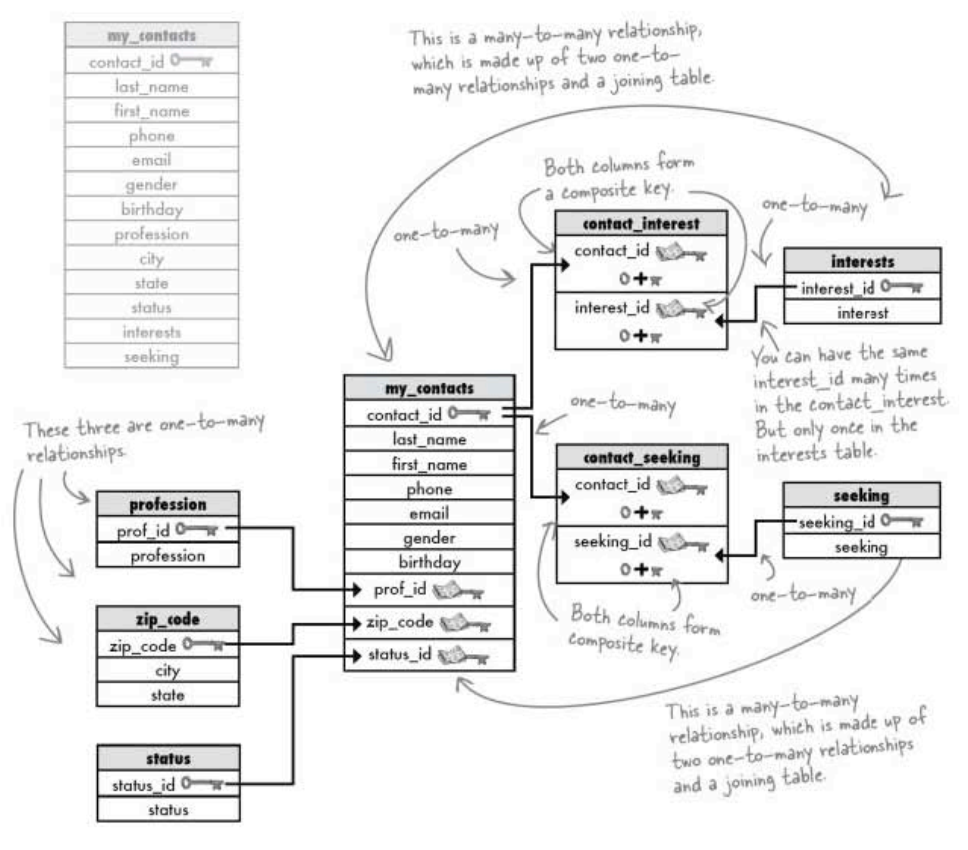 my_contacts
contact_id
last_name
first_name
phone
email
gender
birthday
profession
city
state
status
interests
seeking
This is a many-to-many relationship,
which is made up of two one-to-
many relationships and a joining table.
Both columns form
a composite key.
one-to-many
contact_interest
contact_id
interest_id
one-to-many
interests
interest_id
interest
You can have the same
interest_id many times
in the contact_interest.
But only once in the
interests table.
my_contacts
contact_id
last_name
first_name
phone
email
gender
birthday
prof_id
zip_code
status_id
one-to-many
contact_seeking
contact_id
seeking_id
seeking
seeking_id
seeking
one-to-many
Both columns form
composite key.
This is a many-to-many
relationship, which is made up of
two one-to-many relationships
and a joining table.
These three are one-to-many
relationships.
profession
prof_id
profession
zip_code
zip_code
city
state
status
status_id
status